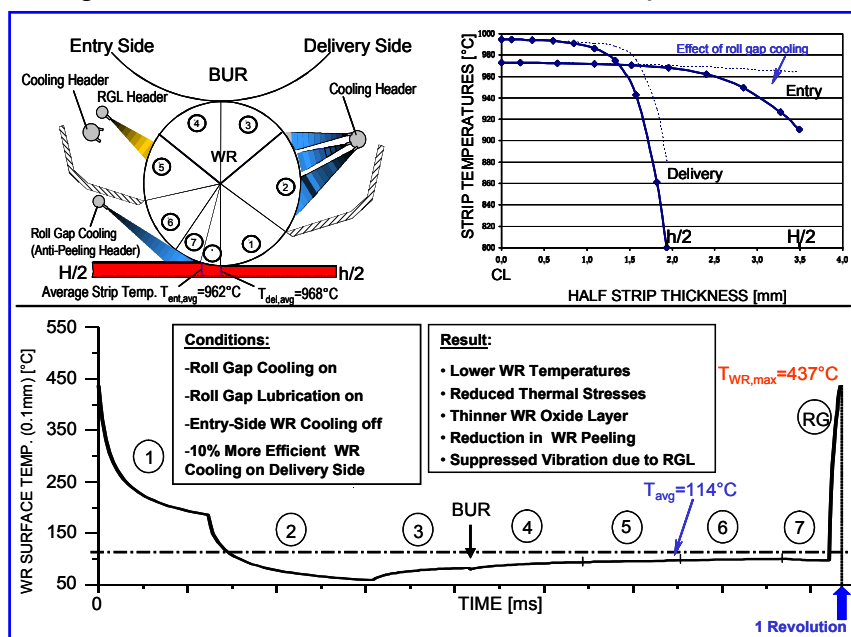 Entry Side
Delivery Side
BUR
Cooling Header
RGL Header
Cooling Header
WR
4
3
5
2
6
7
1
Roll Gap Cooling
(Anti-Peeling Header)
H/2
h/2
Average Strip Temp. Tent,avg=962°C
Tdel,avg=968°C
STRIP TEMPERATURES [°C]
1000
980
960
940
920
900
880
860
840
820
800
Effect of roll gap cooling
Entry
Delivery
h/2
H/2
0,0 0,5 1,0 1,5 2,0 2,5 3,0 3,5 4,0
CL
HALF STRIP THICKNESS [mm]
WR SURFACE TEMP. (0.1mm) [°C]
550
450
350
250
150
50
Conditions:
-Roll Gap Cooling on
-Roll Gap Lubrication on
-Entry-Side WR Cooling off
-10% More Efficient WR
Cooling on Delivery Side
Result:
• Lower WR Temperatures
• Reduced Thermal Stresses
• Thinner WR Oxide Layer
• Reduction in WR Peeling
• Suppressed Vibration due to RGL
TWR,max=437°C
RG
Tavg=114°C
BUR
1
2
3
4
5
6
7
0
TIME [ms]
1 Revolution